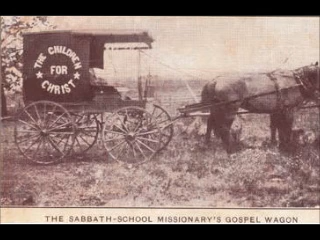 THE CHILDREN
FOR
CHRIST
THE SABBATH-SCHOOL MISSIONARY'S GOSPEL WAGON